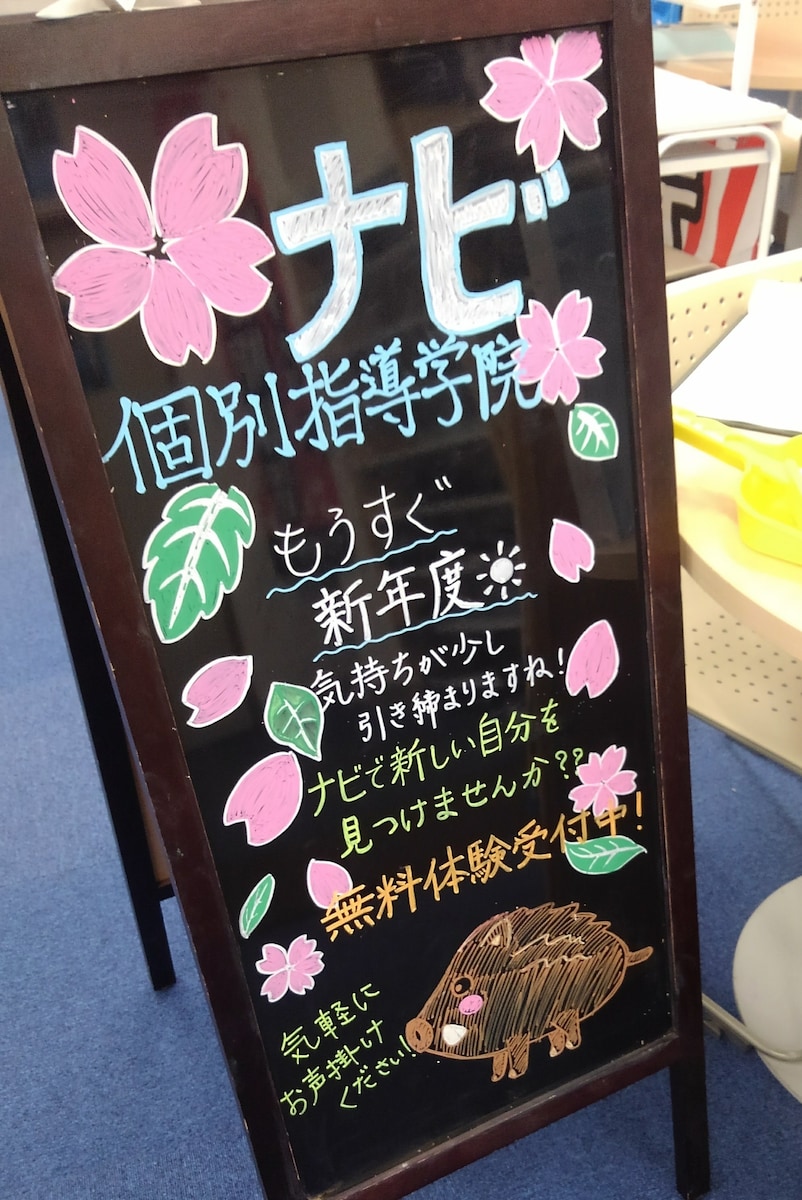 ナビ
個別指導学院
もうすぐ
新年度
気持ちが少し
引き締まりますね!
ナビで新しい自分を
見つけませんか??
無料体験受付中!
気軽に
お声掛け
ください!